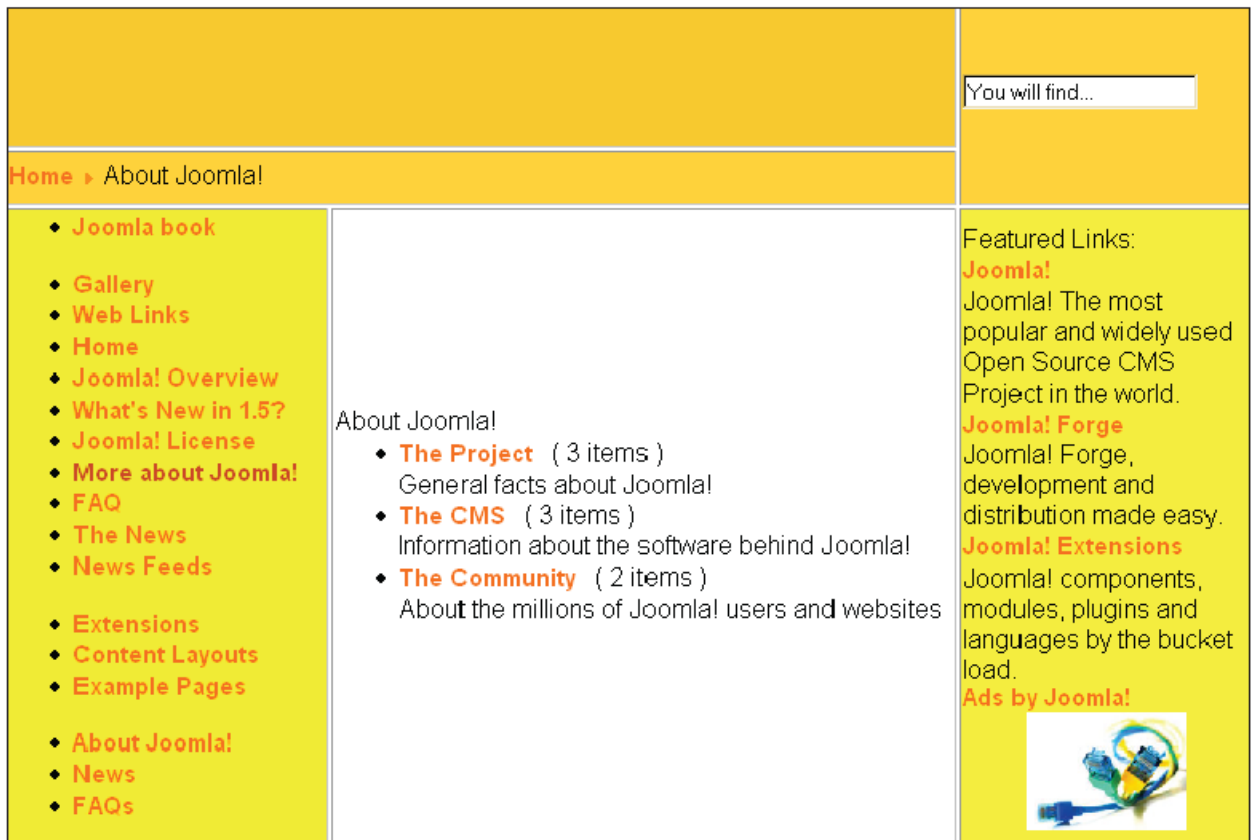 You will find...
Home ▸ About Joomla!
• Joomla book
• Gallery
• Web Links
• Home
• Joomla! Overview
• What's New in 1.5?
• Joomla! License
• More about Joomla!
• FAQ
• The News
• News Feeds
• Extensions
• Content Layouts
• Example Pages
• About Joomla!
• News
• FAQs
About Joomla!
• The Project ( 3 items )
General facts about Joomla!
• The CMS ( 3 items )
Information about the software behind Joomla!
• The Community ( 2 items )
About the millions of Joomla! users and websites
Featured Links:
Joomla!
Joomla! The most
popular and widely used
Open Source CMS
Project in the world.
Joomla! Forge
Joomla! Forge,
development and
distribution made easy.
Joomla! Extensions
Joomla! components,
modules, plugins and
languages by the bucket
load.
Ads by Joomla!